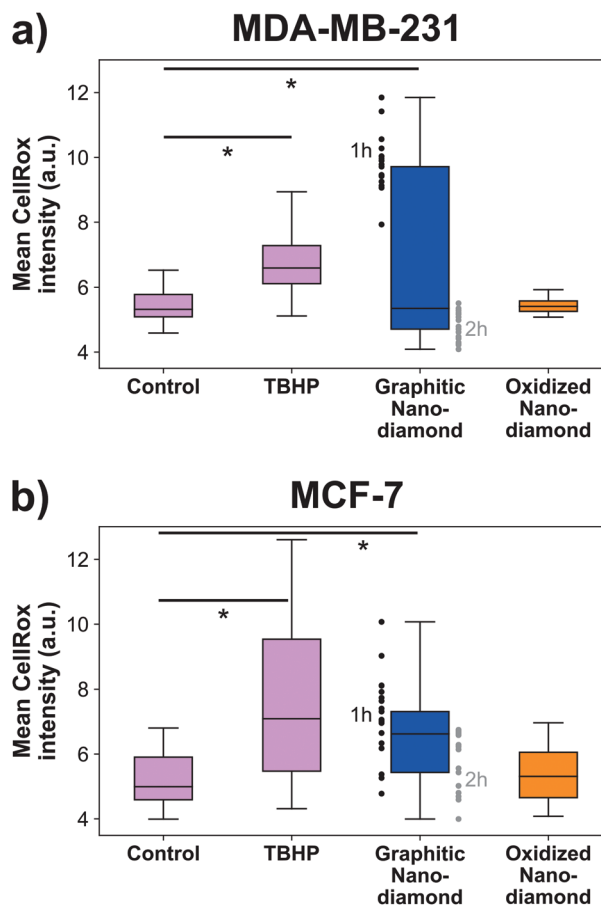 a) MDA-MB-231
Mean CellRox
intensity (a.u.)
12
10
8
6
4
*
*
1h
2h
Control
TBHP
Graphitic
Nano-
diamond
Oxidized
Nano-
diamond
b) MCF-7
Mean CellRox
intensity (a.u.)
12
10
8
6
4
*
*
1h
2h
Control
TBHP
Graphitic
Nano-
diamond
Oxidized
Nano-
diamond